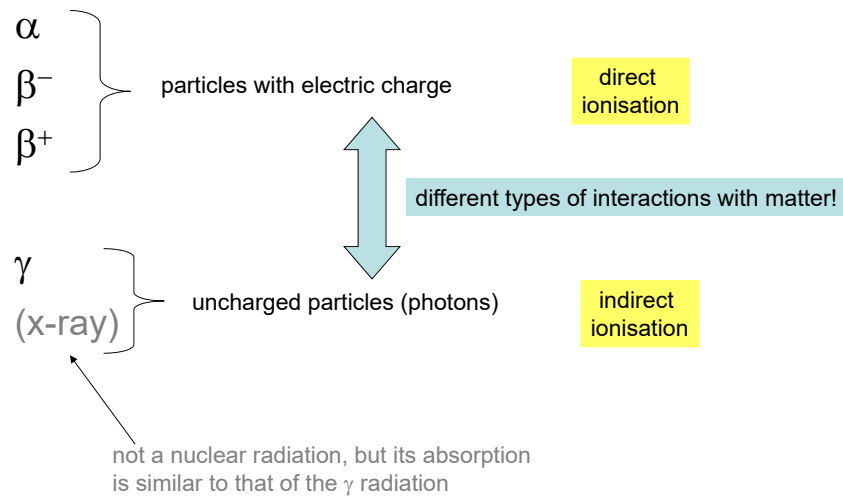 α
β⁻
β⁺
particles with electric charge
direct
ionisation
different types of interactions with matter!
γ
(x-ray)
uncharged particles (photons)
indirect
ionisation
not a nuclear radiation, but its absorption
is similar to that of the γ radiation